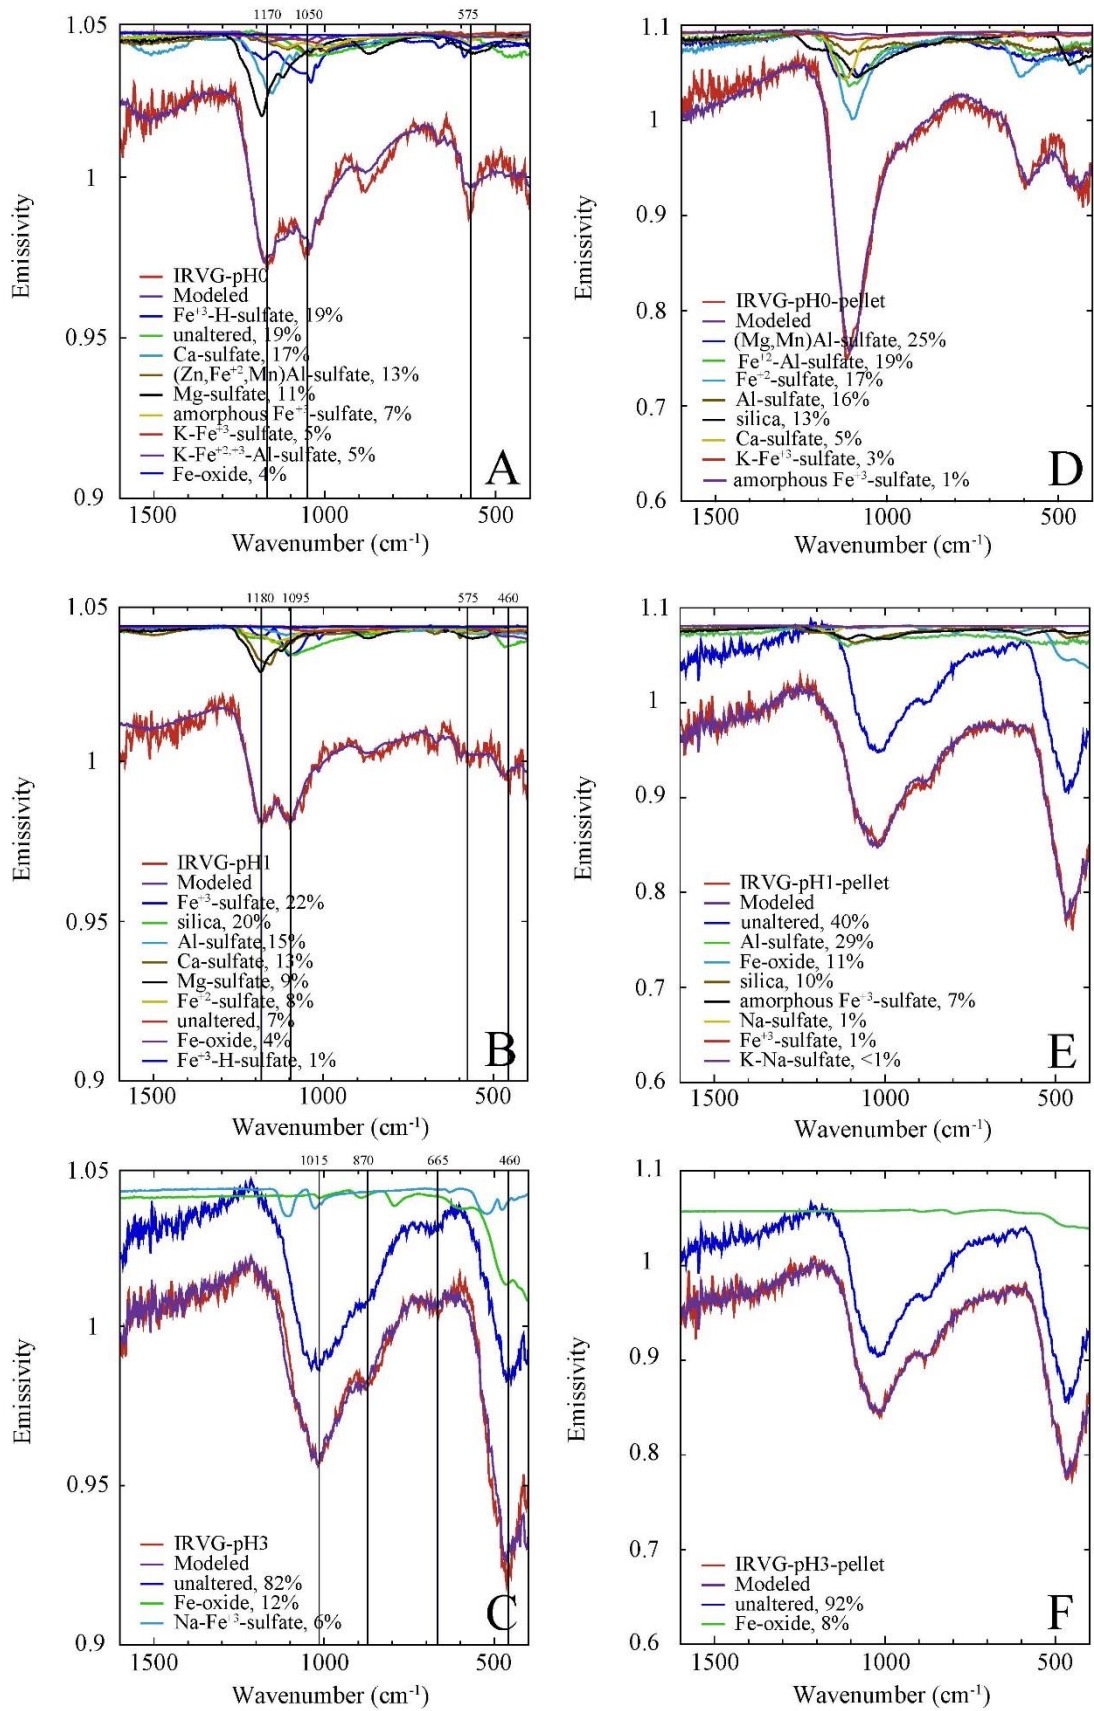 1170 1050 575
1.05
1
0.95
0.9
Emissivity
IRVG-pH0
Modeled
Fe+3-H-sulfate, 19%
unaltered, 19%
Ca-sulfate, 17%
(Zn,Fe+2,Mn)Al-sulfate, 13%
Mg-sulfate, 11%
amorphous Fe+3-sulfate, 7%
K-Fe+3-sulfate, 5%
K-Fe+2,+3-Al-sulfate, 5%
Fe-oxide, 4%
A
1500 1000 500
Wavenumber (cm-1)
1.1
1
0.9
0.8
0.7
0.6
Emissivity
IRVG-pH0-pellet
Modeled
(Mg,Mn)Al-sulfate, 25%
Fe+2-Al-sulfate, 19%
Fe+2-sulfate, 17%
Al-sulfate, 16%
silica, 13%
Ca-sulfate, 5%
K-Fe+3-sulfate, 3%
amorphous Fe+3-sulfate, 1%
D
1500 1000 500
Wavenumber (cm-1)
1180 1095 575 460
1.05
1
0.95
0.9
Emissivity
IRVG-pH1
Modeled
Fe+3-sulfate, 22%
silica, 20%
Al-sulfate,15%
Ca-sulfate, 13%
Mg-sulfate, 9%
Fe+2-sulfate, 8%
unaltered, 7%
Fe-oxide, 4%
Fe+3-H-sulfate, 1%
B
1500 1000 500
Wavenumber (cm-1)
1.1
1
0.9
0.8
0.7
0.6
Emissivity
IRVG-pH1-pellet
Modeled
unaltered, 40%
Al-sulfate, 29%
Fe-oxide, 11%
silica, 10%
amorphous Fe+3-sulfate, 7%
Na-sulfate, 1%
Fe+3-sulfate, 1%
K-Na-sulfate, <1%
E
1500 1000 500
Wavenumber (cm-1)
1015 870 665 460
1.05
1
0.95
0.9
Emissivity
IRVG-pH3
Modeled
unaltered, 82%
Fe-oxide, 12%
Na-Fe+3-sulfate, 6%
C
1500 1000 500
Wavenumber (cm-1)
1.1
1
0.9
0.8
0.7
0.6
Emissivity
IRVG-pH3-pellet
Modeled
unaltered, 92%
Fe-oxide, 8%
F
1500 1000 500
Wavenumber (cm-1)